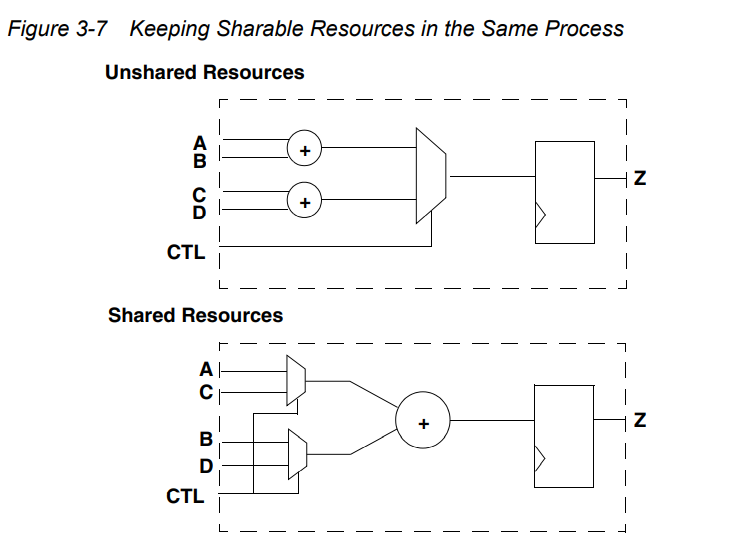 Figure 3-7 Keeping Sharable Resources in the Same Process
Unshared Resources
A
B
+
C
D
+
Z
CTL
Shared Resources
A
C
B
D
+
Z
CTL